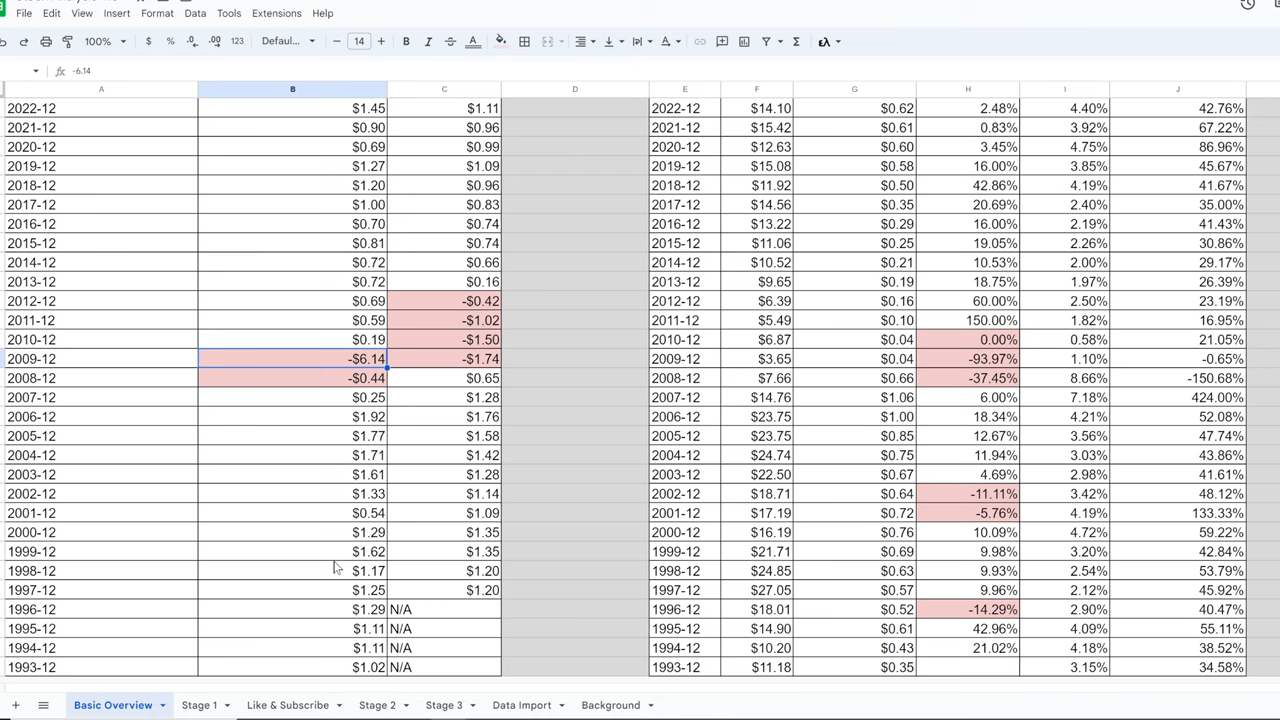 File Edit View Insert Format Data Tools Extensions Help
100% $ % .0 .00 123 Defaul... − 14 + B I A Σ
fx -6.14
A B C D E F G H I J
2022-12 $1.45 $1.11 2022-12 $14.10 $0.62 2.48% 4.40% 42.76%
2021-12 $0.90 $0.96 2021-12 $15.42 $0.61 0.83% 3.92% 67.22%
2020-12 $0.69 $0.99 2020-12 $12.63 $0.60 3.45% 4.75% 86.96%
2019-12 $1.27 $1.09 2019-12 $15.08 $0.58 16.00% 3.85% 45.67%
2018-12 $1.20 $0.96 2018-12 $11.92 $0.50 42.86% 4.19% 41.67%
2017-12 $1.00 $0.83 2017-12 $14.56 $0.35 20.69% 2.40% 35.00%
2016-12 $0.70 $0.74 2016-12 $13.22 $0.29 16.00% 2.19% 41.43%
2015-12 $0.81 $0.74 2015-12 $11.06 $0.25 19.05% 2.26% 30.86%
2014-12 $0.72 $0.66 2014-12 $10.52 $0.21 10.53% 2.00% 29.17%
2013-12 $0.72 $0.16 2013-12 $9.65 $0.19 18.75% 1.97% 26.39%
2012-12 $0.69 -$0.42 2012-12 $6.39 $0.16 60.00% 2.50% 23.19%
2011-12 $0.59 -$1.02 2011-12 $5.49 $0.10 150.00% 1.82% 16.95%
2010-12 $0.19 -$1.50 2010-12 $6.87 $0.04 0.00% 0.58% 21.05%
2009-12 -$6.14 -$1.74 2009-12 $3.65 $0.04 -93.97% 1.10% -0.65%
2008-12 -$0.44 $0.65 2008-12 $7.66 $0.66 -37.45% 8.66% -150.68%
2007-12 $0.25 $1.28 2007-12 $14.76 $1.06 6.00% 7.18% 424.00%
2006-12 $1.92 $1.76 2006-12 $23.75 $1.00 18.34% 4.21% 52.08%
2005-12 $1.77 $1.58 2005-12 $23.75 $0.85 12.67% 3.56% 47.74%
2004-12 $1.71 $1.42 2004-12 $24.74 $0.75 11.94% 3.03% 43.86%
2003-12 $1.61 $1.28 2003-12 $22.50 $0.67 4.69% 2.98% 41.61%
2002-12 $1.33 $1.14 2002-12 $18.71 $0.64 -11.11% 3.42% 48.12%
2001-12 $0.54 $1.09 2001-12 $17.19 $0.72 -5.76% 4.19% 133.33%
2000-12 $1.29 $1.35 2000-12 $16.19 $0.76 10.09% 4.72% 59.22%
1999-12 $1.62 $1.35 1999-12 $21.71 $0.69 9.98% 3.20% 42.84%
1998-12 $1.17 $1.20 1998-12 $24.85 $0.63 9.93% 2.54% 53.79%
1997-12 $1.25 $1.20 1997-12 $27.05 $0.57 9.96% 2.12% 45.92%
1996-12 $1.29 N/A 1996-12 $18.01 $0.52 -14.29% 2.90% 40.47%
1995-12 $1.11 N/A 1995-12 $14.90 $0.61 42.96% 4.09% 55.11%
1994-12 $1.11 N/A 1994-12 $10.20 $0.43 21.02% 4.18% 38.52%
1993-12 $1.02 N/A 1993-12 $11.18 $0.35 3.15% 34.58%
+ Basic Overview Stage 1 Like & Subscribe Stage 2 Stage 3 Data Import Background